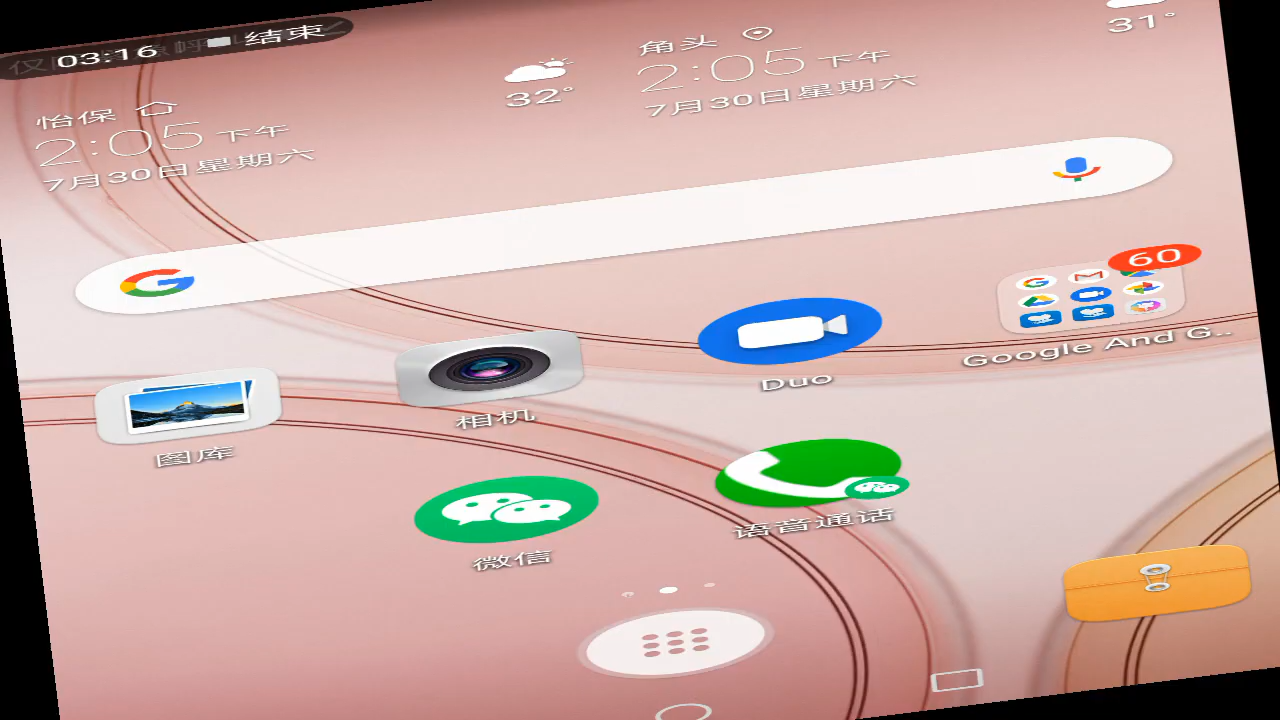 03:16 结束
怡保
2:05 下午
7月30日星期六
32°
角头
2:05 下午
7月30日星期六
31°
60
图库
相机
Duo
Google And G..
微信
语音通话